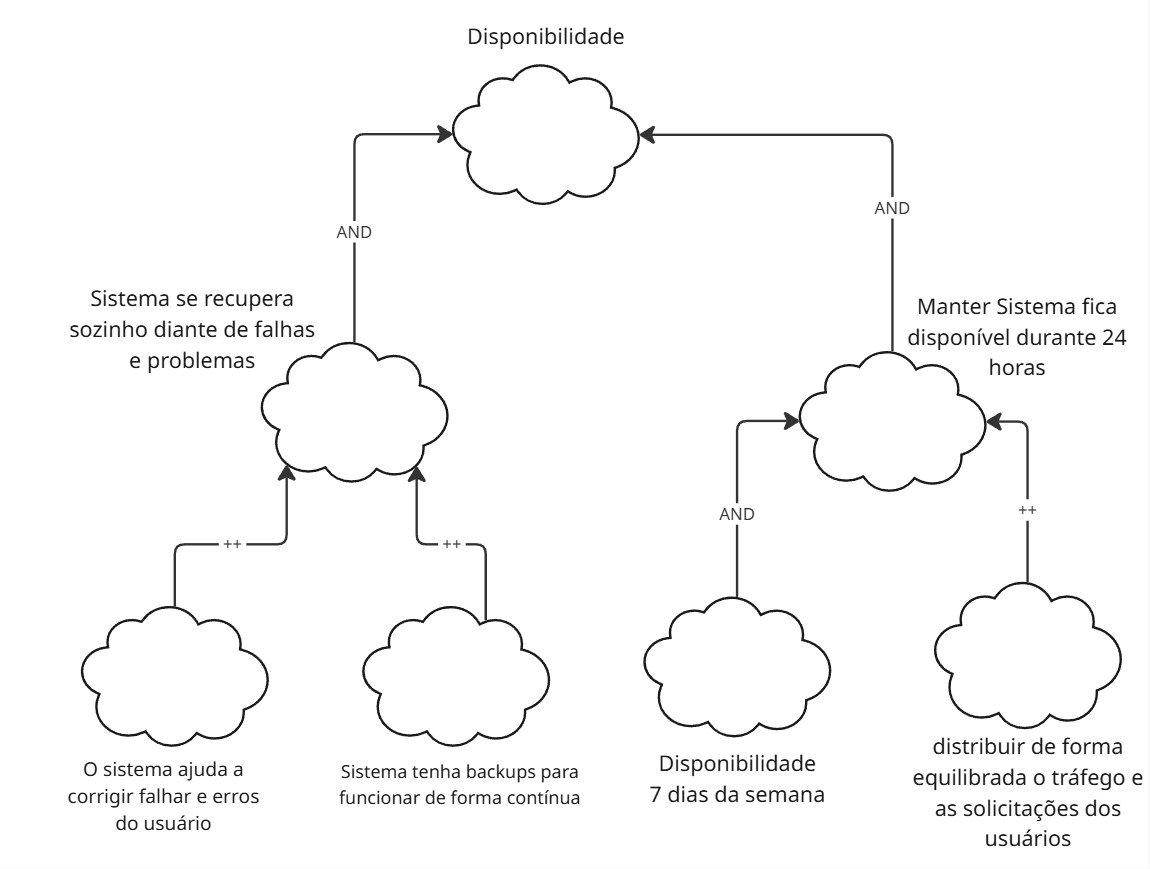 Disponibilidade
AND
AND
Sistema se recupera
sozinho diante de falhas
e problemas
Manter Sistema fica
disponível durante 24
horas
AND
++
++
++
O sistema ajuda a
corrigir falhar e erros
do usuário
Sistema tenha backups para
funcionar de forma contínua
Disponibilidade
7 dias da semana
distribuir de forma
equilibrada o tráfego e
as solicitações dos
usuários